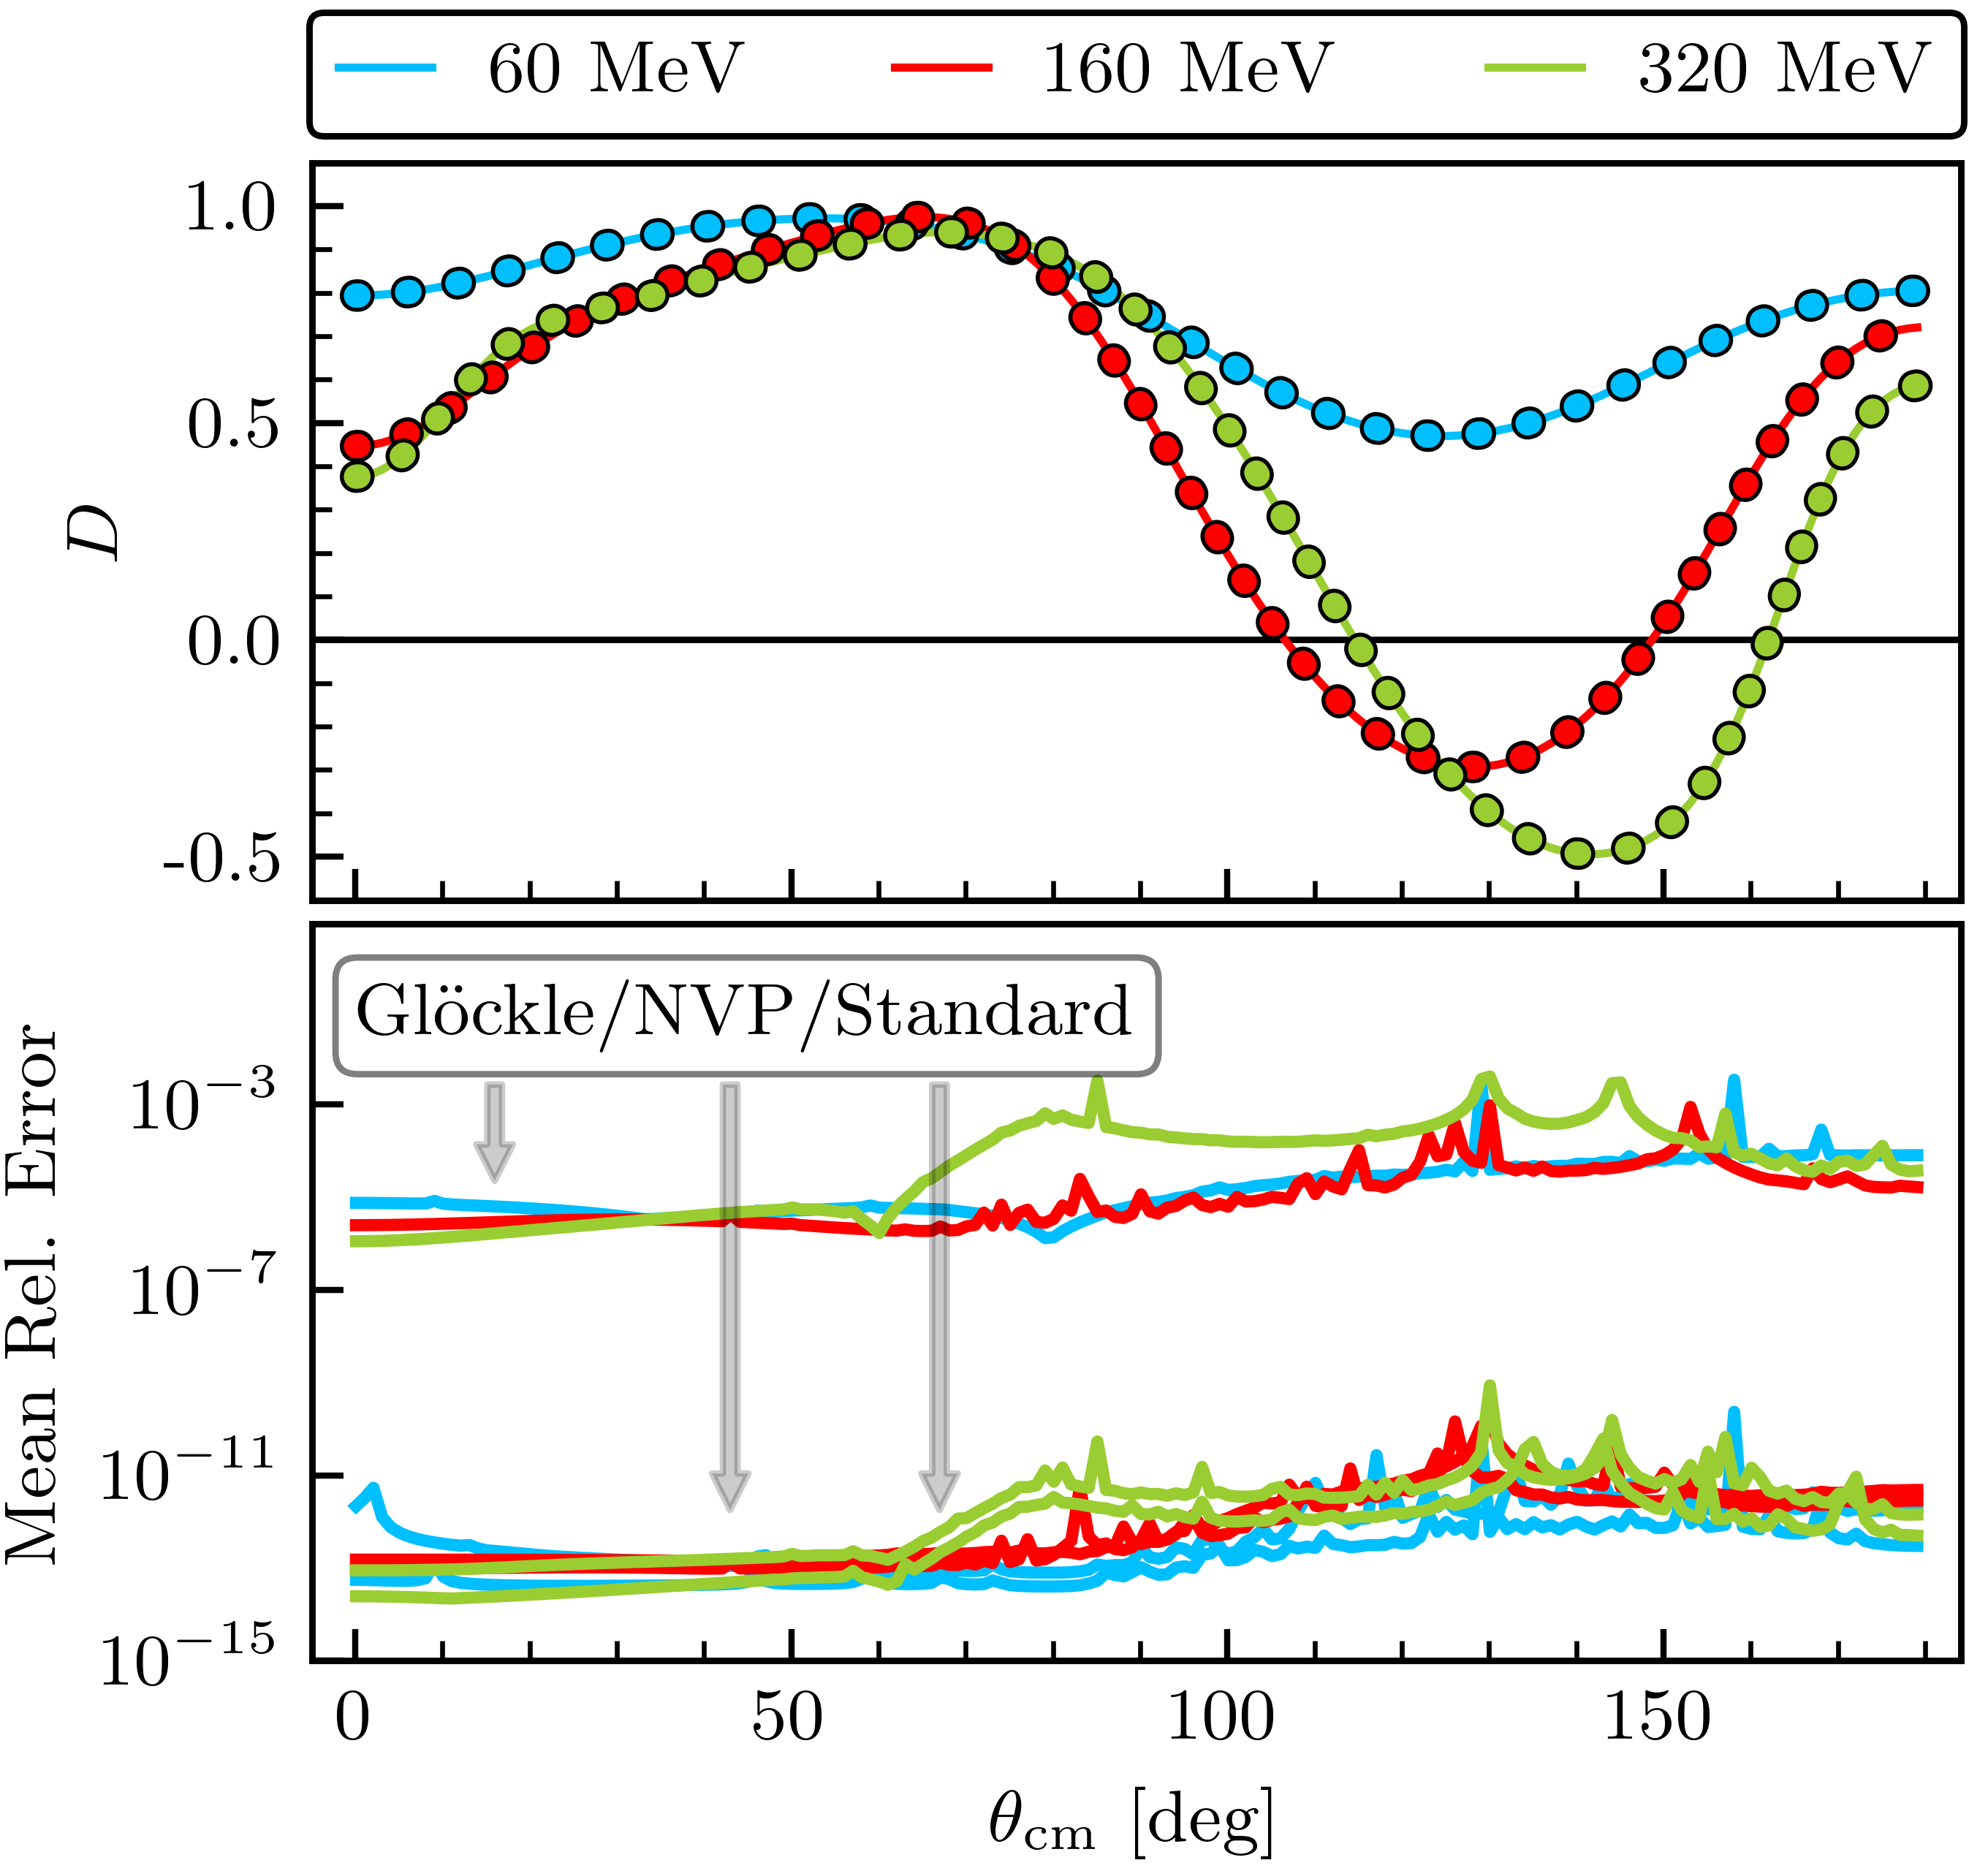 60 MeV 160 MeV 320 MeV
1.0
0.5
0.0
-0.5
D
Glöckle/NVP/Standard
10⁻³
10⁻⁷
10⁻¹¹
10⁻¹⁵
Mean Rel. Error
0 50 100 150
θcm [deg]